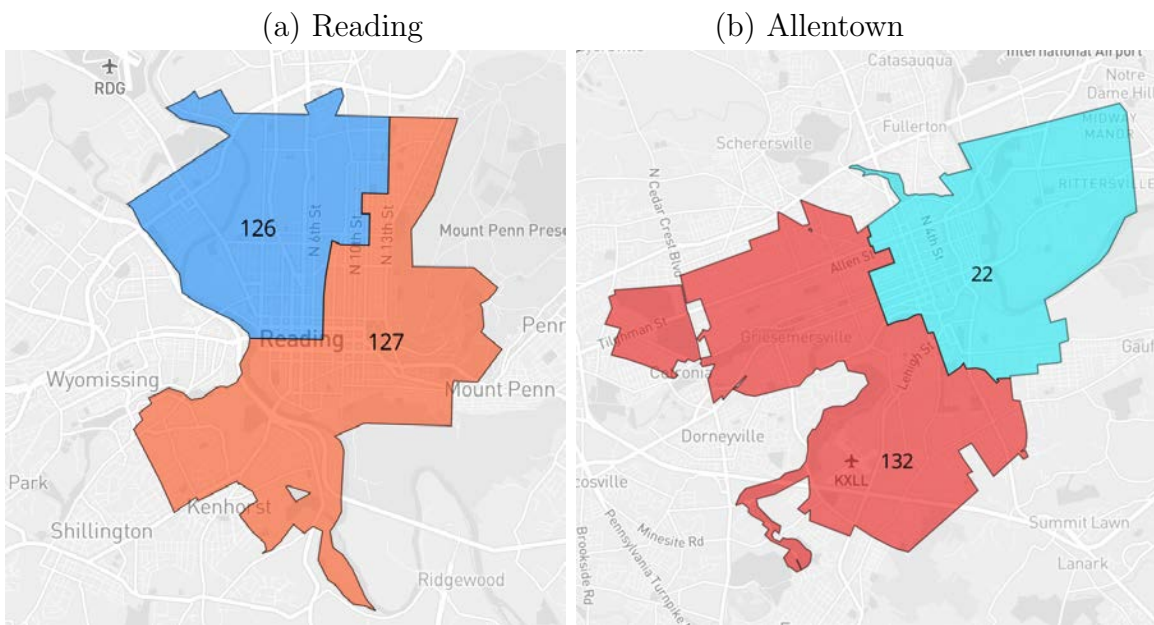 (a) Reading
(b) Allentown
RDG
126
N 6th St
N 10th St
N 13th St
Mount Penn Prese
Reading
127
Penn
Wyomissing
Mount Penn
Park
Kenhorst
Shillington
Ridgewood
International Airport
Catasauqua
Notre
Dame Hill
Fullerton
MIDWAY
MANOR
Scherersville
N Cedar Crest Blvd
RITTERSVILLE
N 4th St
Allen St
22
Tilghman St
Griesemersville
Lehigh St
Gauf
Dorneyville
132
KXLL
cosville
Summit Lawn
Minesite Rd
Pennsylvania Turnpike
Brookside Rd
Lanark